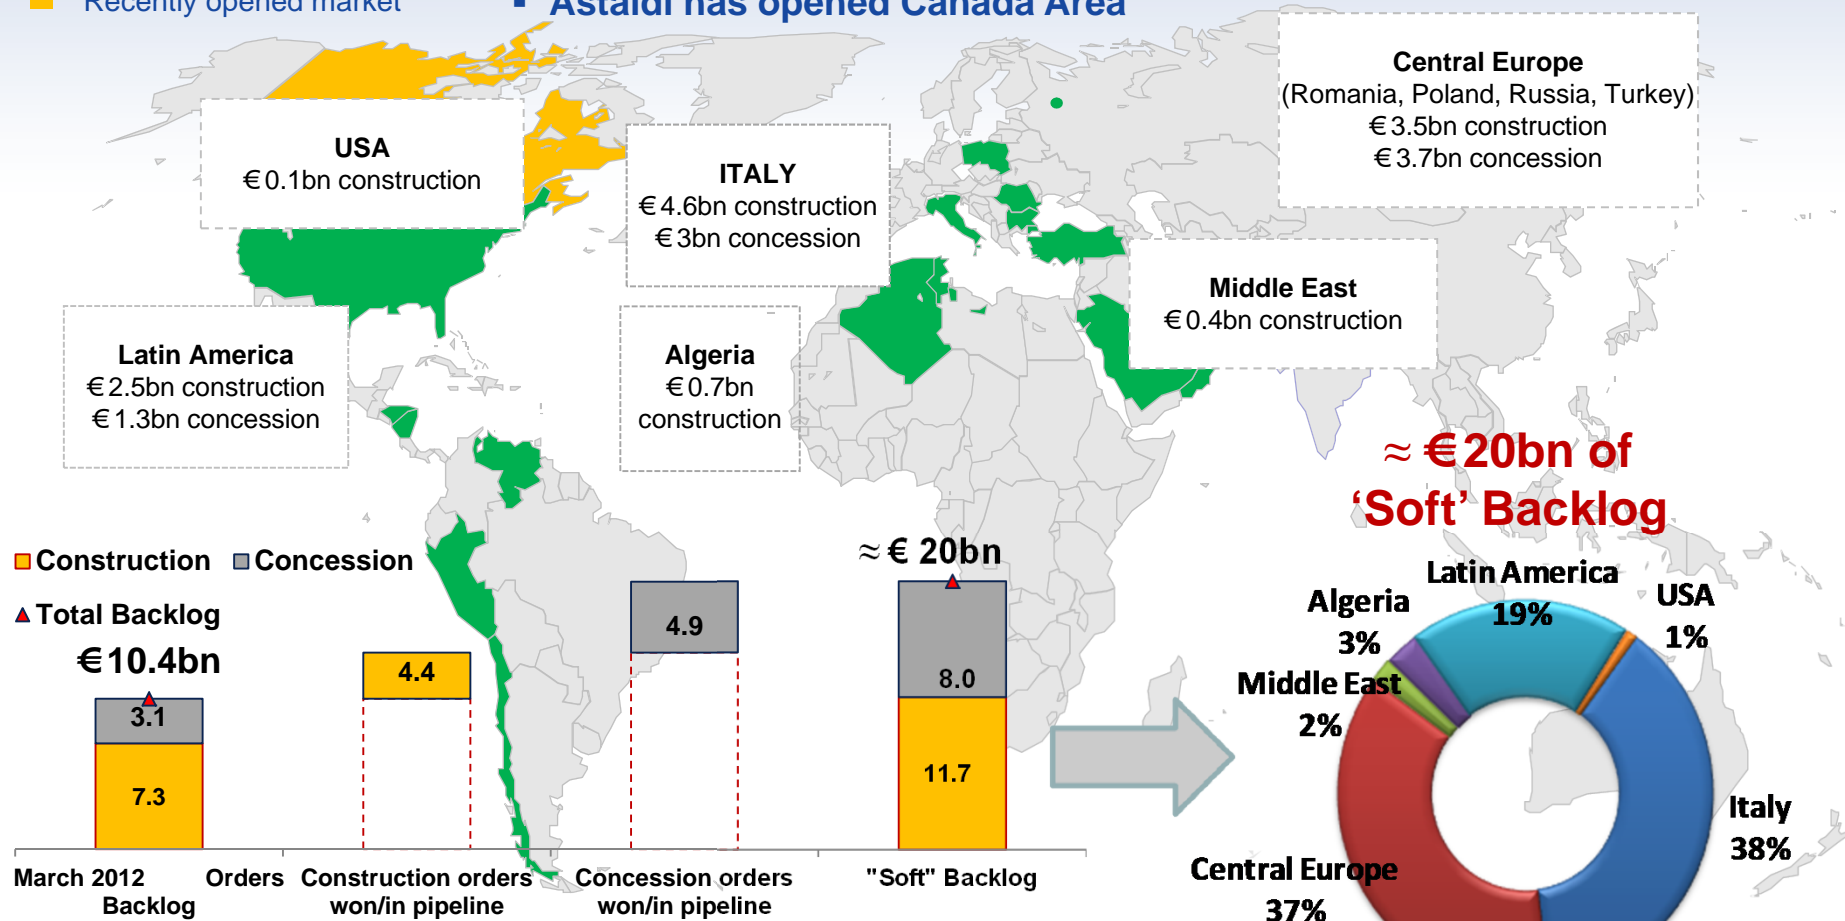 Recently opened market
▪ Astaldi has opened Canada Area
Central Europe
(Romania, Poland, Russia, Turkey)
€3.5bn construction
€3.7bn concession
USA
€0.1bn construction
ITALY
€4.6bn construction
€3bn concession
Middle East
€0.4bn construction
Latin America
€2.5bn construction
€1.3bn concession
Algeria
€0.7bn
construction
≈ €20bn of
‘Soft’ Backlog
Construction
Concession
Total Backlog
€10.4bn
3.1
7.3
4.4
4.9
≈ € 20bn
8.0
11.7
March 2012 Orders
Backlog
Construction orders
won/in pipeline
Concession orders
won/in pipeline
"Soft" Backlog
Latin America
19%
USA
1%
Algeria
3%
Middle East
2%
Italy
38%
Central Europe
37%